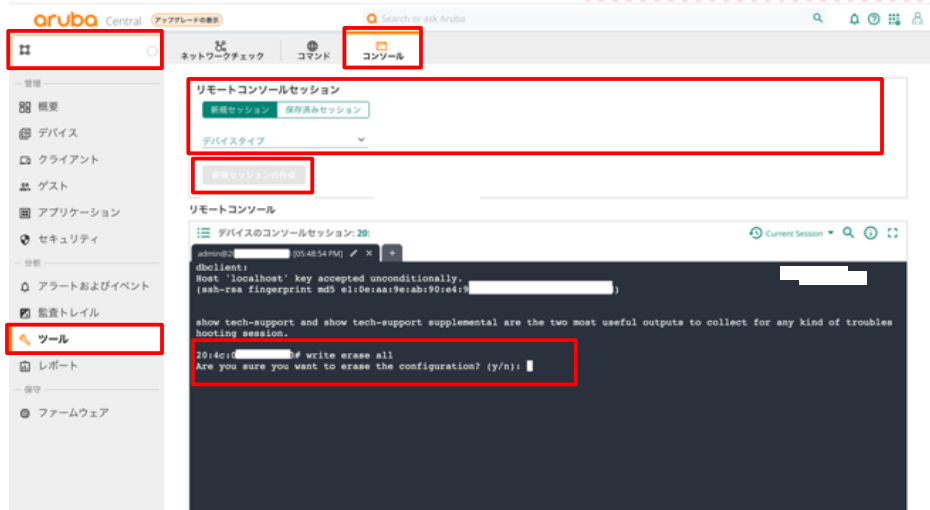 aruba Central アップグレードの表示
Search or ask Aruba
ネットワークチェック
コマンド
コンソール
管理
概要
デバイス
クライアント
ゲスト
アプリケーション
セキュリティ
分析
アラートおよびイベント
監査トレイル
ツール
レポート
保守
ファームウェア
リモートコンソールセッション
新規セッション 保存済みセッション
デバイスタイプ
新規セッションの作成
リモートコンソール
デバイスのコンソールセッション: 20:
Current Session
admin@2 [05:48:54 PM]
dbclient:
Host 'localhost' key accepted unconditionally.
(ssh-rsa fingerprint md5 e1:0e:aa:9e:ab:90:e4:9 )
show tech-support and show tech-support supplemental are the two most useful outputs to collect for any kind of troubles
hooting session.
20:4c:0 # write erase all
Are you sure you want to erase the configuration? (y/n):